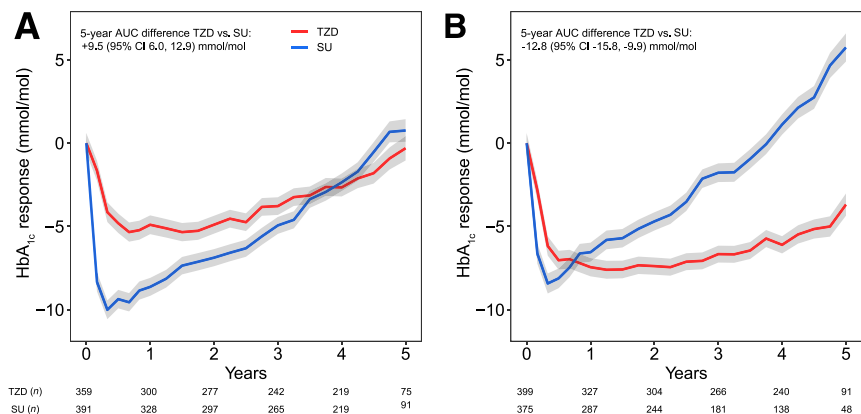 A
5-year AUC difference TZD vs. SU:
+9.5 (95% CI 6.0, 12.9) mmol/mol
TZD
SU
HbA1c response (mmol/mol)
5
0
−5
−10
0 1 2 3 4 5
Years
TZD (n) 359 300 277 242 219 75
SU (n) 391 328 297 265 219 91
B
5-year AUC difference TZD vs. SU:
-12.8 (95% CI -15.8, -9.9) mmol/mol
HbA1c response (mmol/mol)
5
0
−5
−10
0 1 2 3 4 5
Years
399 327 304 266 240 91
375 287 244 181 138 48